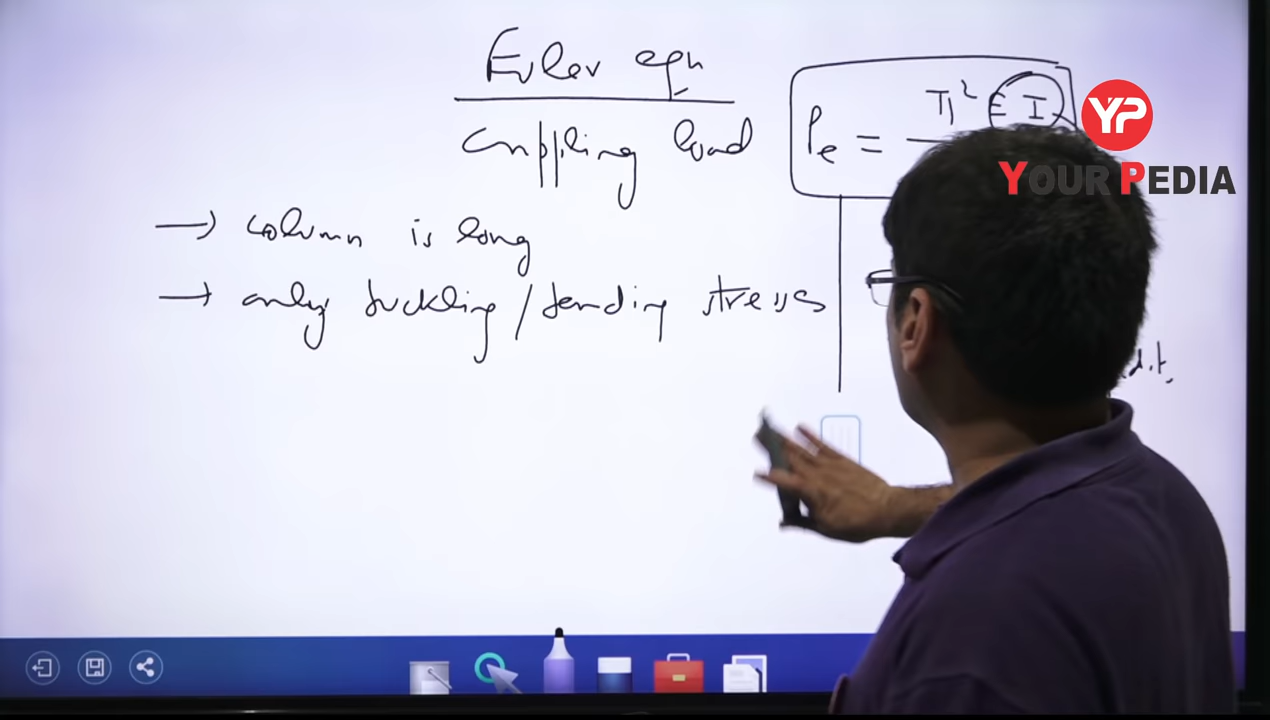 Euler eqn
Crippling load
Pe = π² E I
→ column is long
→ only buckling / bending stress
YP
YOUR PEDIA